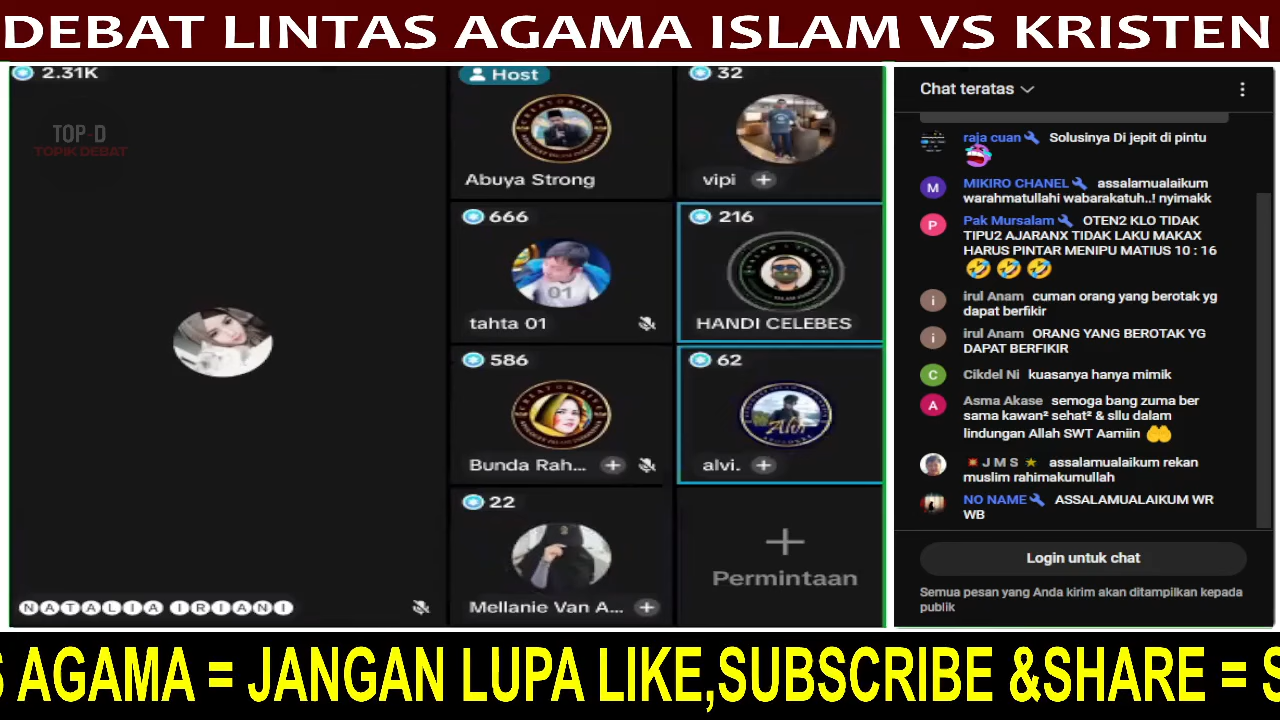 DEBAT LINTAS AGAMA ISLAM VS KRISTEN
2.31K
TOP-D
TOPIK DEBAT
ⓃⒶⓉⒶⓁⒾⒶ ⒾⓇⒾⒶⓃⒾ
Host
Abuya Strong
32
vipi +
666
01
tahta 01
216
HANDI CELEBES
586
Bunda Rah... +
62
Alvi
alvi. +
22
Mellanie Van A... +
+
Permintaan
Chat teratas
raja cuan Solusinya Di jepit di pintu
M MIKIRO CHANEL assalamualaikum
warahmatullahi wabarakatuh..! nyimakk
P Pak Mursalam OTEN2 KLO TIDAK
TIPU2 AJARANX TIDAK LAKU MAKAX
HARUS PINTAR MENIPU MATIUS 10 : 16
🤣🤣🤣
i irul Anam cuman orang yang berotak yg
dapat berfikir
i irul Anam ORANG YANG BEROTAK YG
DAPAT BERFIKIR
C Cikdel Ni kuasanya hanya mimik
A Asma Akase semoga bang zuma ber
sama kawan² sehat² & sllu dalam
lindungan Allah SWT Aamiin 🤲
💥J M S ⭐ assalamualaikum rekan
muslim rahimakumullah
NO NAME ASSALAMUALAIKUM WR
WB
Login untuk chat
Semua pesan yang Anda kirim akan ditampilkan kepada
publik
S AGAMA = JANGAN LUPA LIKE,SUBSCRIBE &SHARE = S